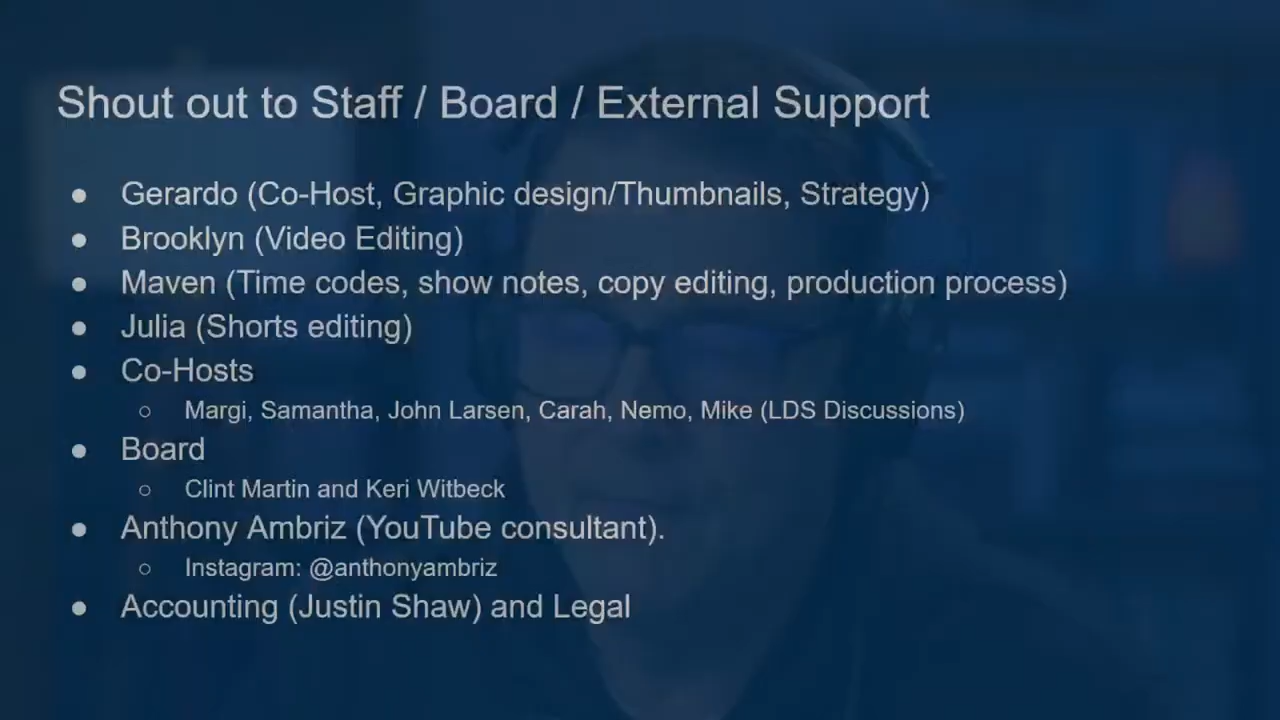 Shout out to Staff / Board / External Support
● Gerardo (Co-Host, Graphic design/Thumbnails, Strategy)
● Brooklyn (Video Editing)
● Maven (Time codes, show notes, copy editing, production process)
● Julia (Shorts editing)
● Co-Hosts
○ Margi, Samantha, John Larsen, Carah, Nemo, Mike (LDS Discussions)
● Board
○ Clint Martin and Keri Witbeck
● Anthony Ambriz (YouTube consultant).
○ Instagram: @anthonyambriz
● Accounting (Justin Shaw) and Legal